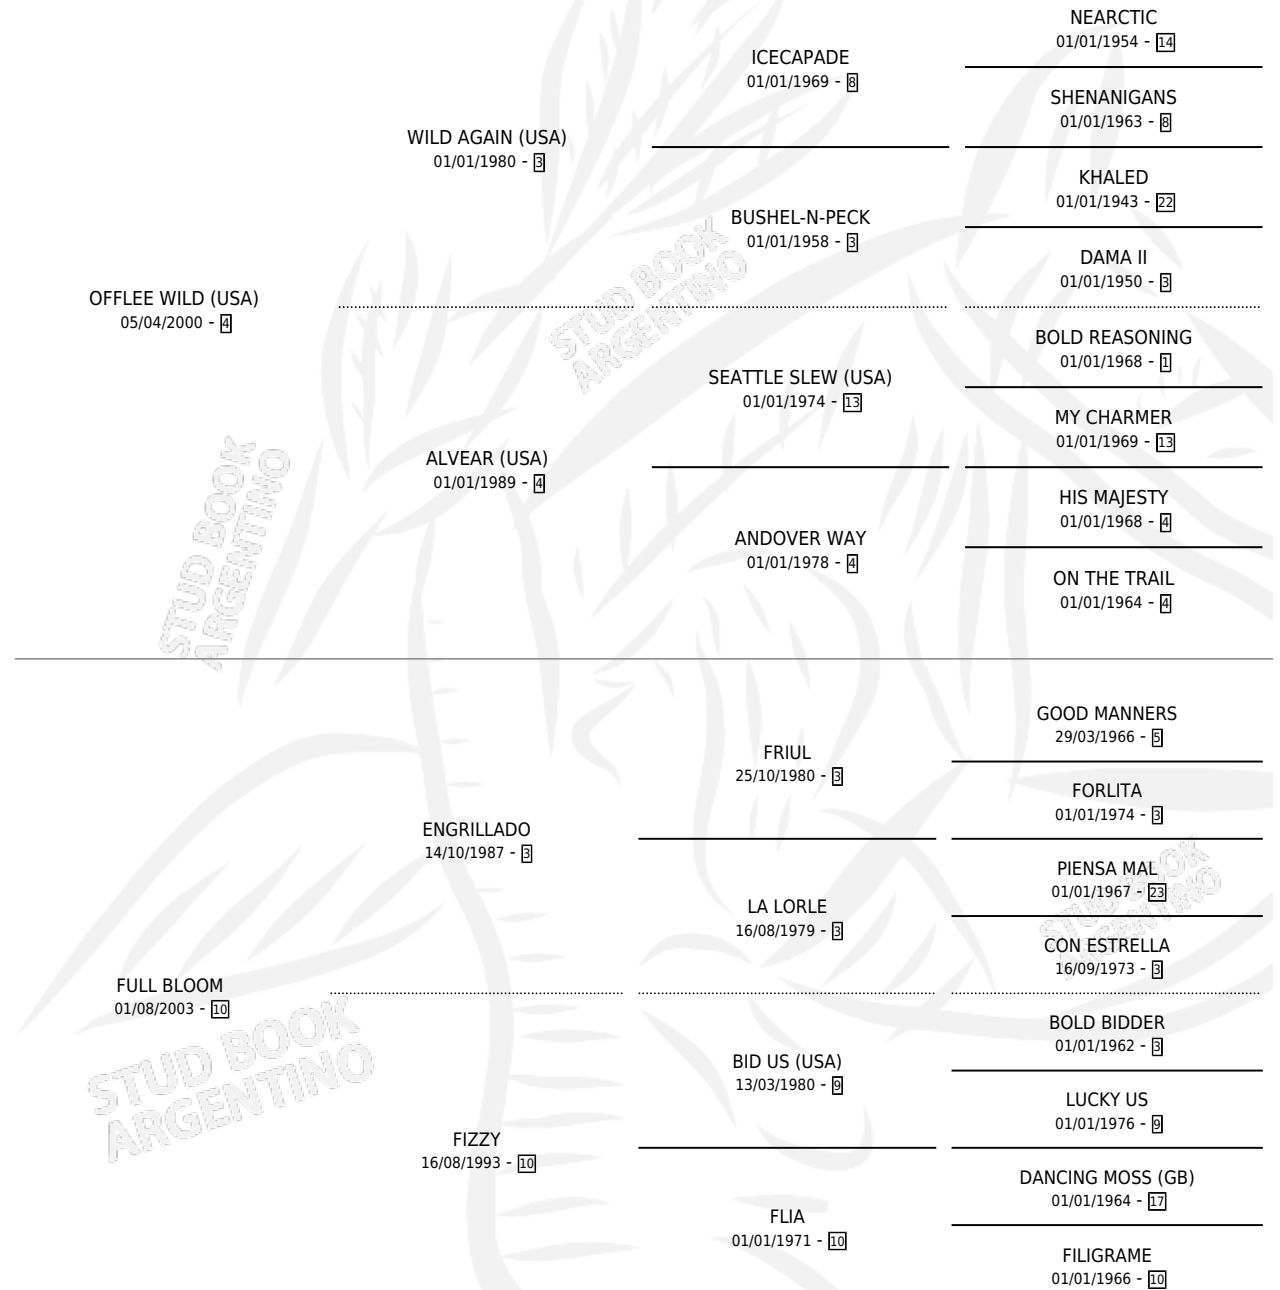 NEARCTIC
01/01/1954 - 14
ICECAPADE
01/01/1969 - 8
SHENANIGANS
01/01/1963 - 8
WILD AGAIN (USA)
01/01/1980 - 3
KHALED
01/01/1943 - 22
BUSHEL-N-PECK
01/01/1958 - 3
DAMA II
01/01/1950 - 3
OFFLEE WILD (USA)
05/04/2000 - 4
BOLD REASONING
01/01/1968 - 1
SEATTLE SLEW (USA)
01/01/1974 - 13
MY CHARMER
01/01/1969 - 13
ALVEAR (USA)
01/01/1989 - 4
HIS MAJESTY
01/01/1968 - 4
ANDOVER WAY
01/01/1978 - 4
ON THE TRAIL
01/01/1964 - 4
GOOD MANNERS
29/03/1966 - 5
FRIUL
25/10/1980 - 3
FORLITA
01/01/1974 - 3
ENGRILLADO
14/10/1987 - 3
PIENSA MAL
01/01/1967 - 23
LA LORLE
16/08/1979 - 3
CON ESTRELLA
16/09/1973 - 3
FULL BLOOM
01/08/2003 - 10
BOLD BIDDER
01/01/1962 - 3
BID US (USA)
13/03/1980 - 9
LUCKY US
01/01/1976 - 9
FIZZY
16/08/1993 - 10
DANCING MOSS (GB)
01/01/1964 - 17
FLIA
01/01/1971 - 10
FILIGRAME
01/01/1966 - 10
STUD BOOK
ARGENTINO
STUD BOOK
ARGENTINO
STUD BOOK
ARGENTINO
STUD BOOK
ARGENTINO